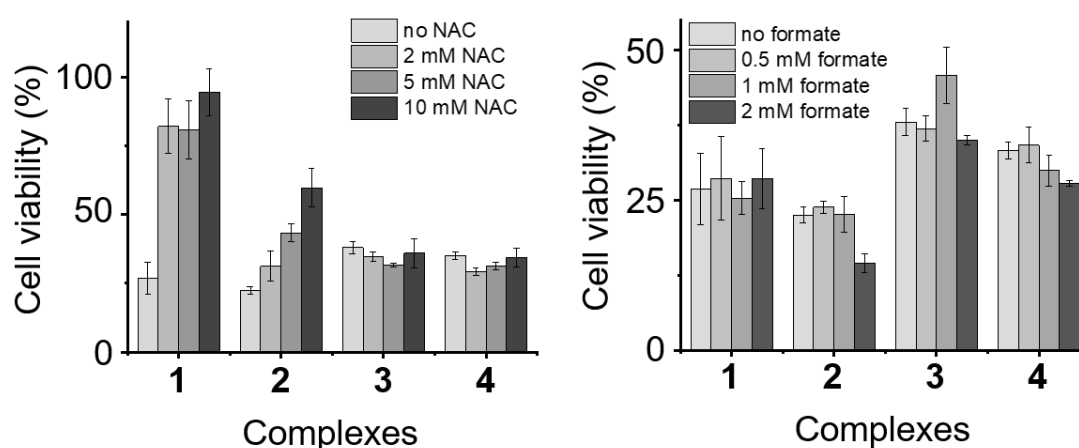 Cell viability (%)
100
50
0
no NAC
2 mM NAC
5 mM NAC
10 mM NAC
1 2 3 4
Complexes
Cell viability (%)
50
25
0
no formate
0.5 mM formate
1 mM formate
2 mM formate
1 2 3 4
Complexes